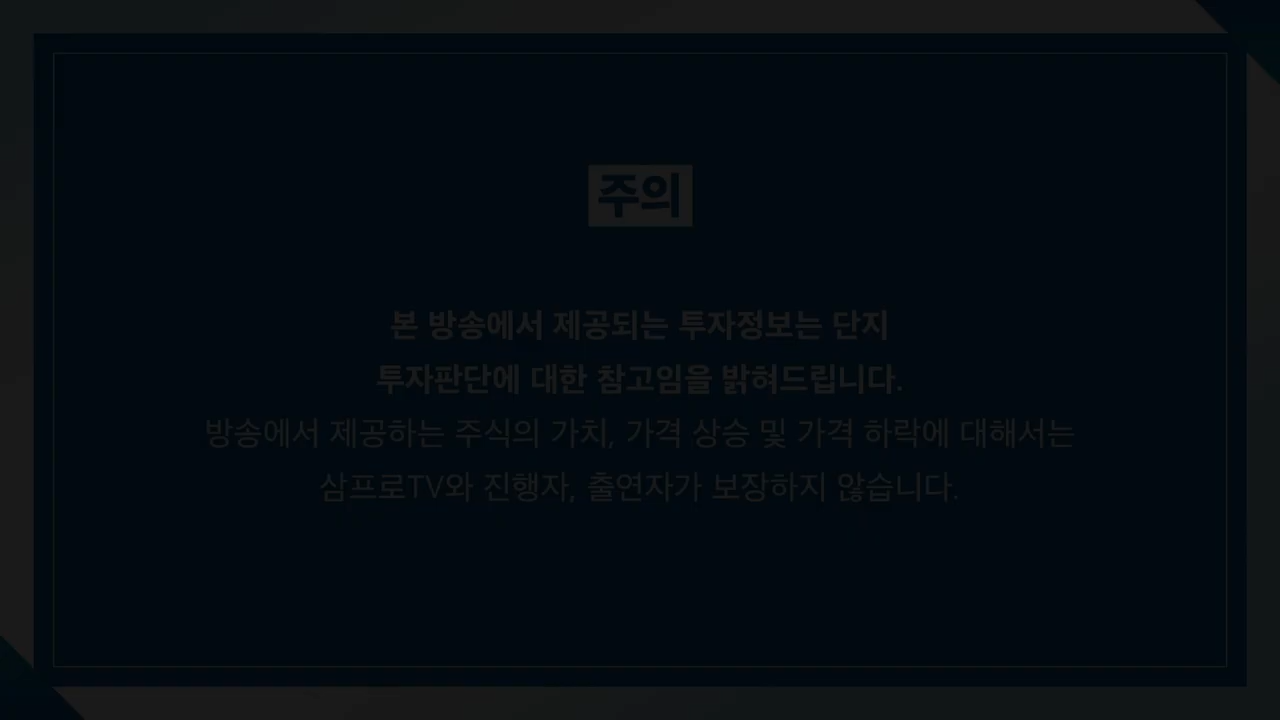 주의
본 방송에서 제공되는 투자정보는 단지
투자판단에 대한 참고임을 밝혀드립니다.
방송에서 제공하는 주식의 가치, 가격 상승 및 가격 하락에 대해서는
삼프로TV와 진행자, 출연자가 보장하지 않습니다.